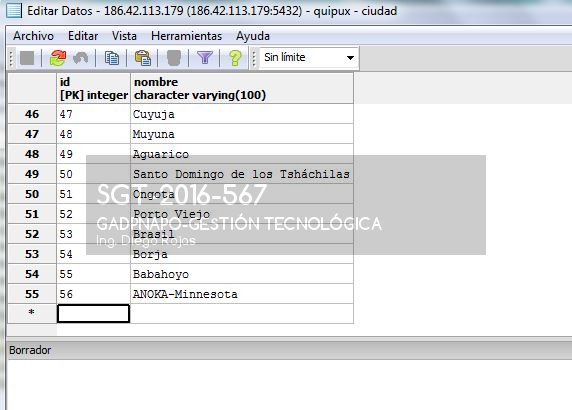 Editar Datos - 186.42.113.179 (186.42.113.179:5432) - quipux - ciudad
Archivo Editar Vista Herramientas Ayuda
Sin límite
id nombre
[PK] integer character varying(100)
46 47 Cuyuja
47 48 Muyuna
48 49 Aguarico
49 50 Santo Domingo de los Tsháchilas
50 51 Ongota
51 52 Porto Viejo
52 53 Brasil
53 54 Borja
54 55 Babahoyo
55 56 ANOKA-Minnesota
*
SGT-2016-567
GADPNAPO-GESTIÓN TECNOLÓGICA
Ing. Diego Rojas
Borrador